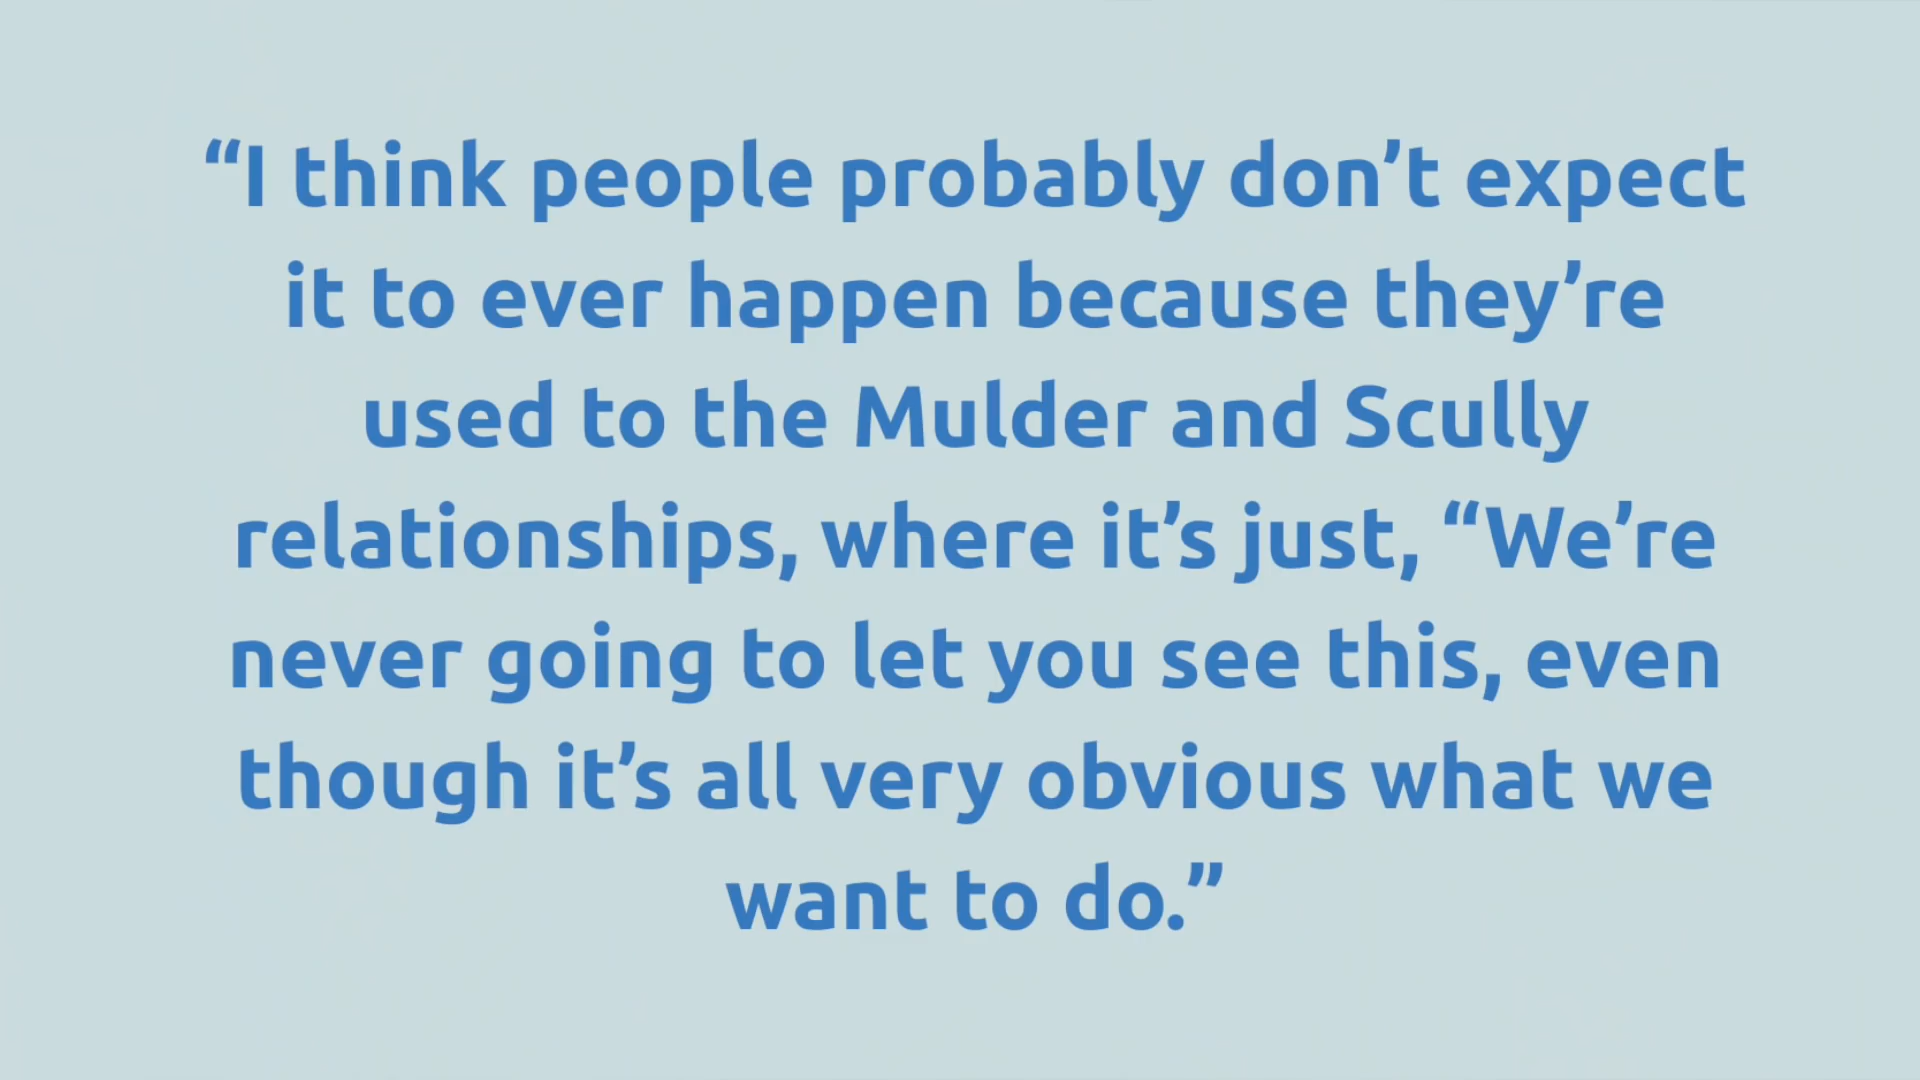 “I think people probably don’t expect
it to ever happen because they’re
used to the Mulder and Scully
relationships, where it’s just, “We’re
never going to let you see this, even
though it’s all very obvious what we
want to do.”